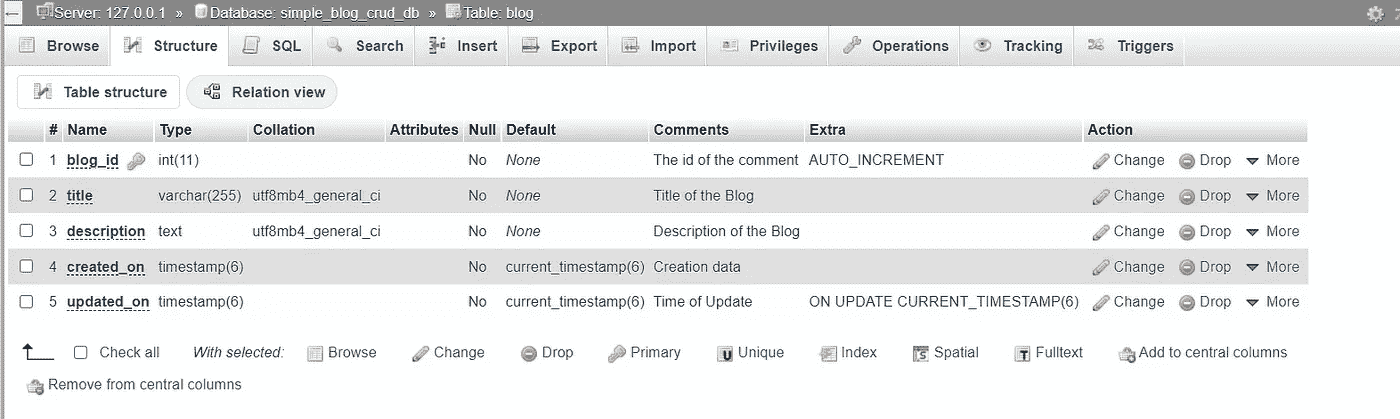 Server: 127.0.0.1 » Database: simple_blog_crud_db » Table: blog
Browse Structure SQL Search Insert Export Import Privileges Operations Tracking Triggers
Table structure Relation view
# Name Type Collation Attributes Null Default Comments Extra Action
1 blog_id int(11) No None The id of the comment AUTO_INCREMENT Change Drop More
2 title varchar(255) utf8mb4_general_ci No None Title of the Blog Change Drop More
3 description text utf8mb4_general_ci No None Description of the Blog Change Drop More
4 created_on timestamp(6) No current_timestamp(6) Creation data Change Drop More
5 updated_on timestamp(6) No current_timestamp(6) Time of Update ON UPDATE CURRENT_TIMESTAMP(6) Change Drop More
Check all With selected: Browse Change Drop Primary Unique Index Spatial Fulltext Add to central columns
Remove from central columns